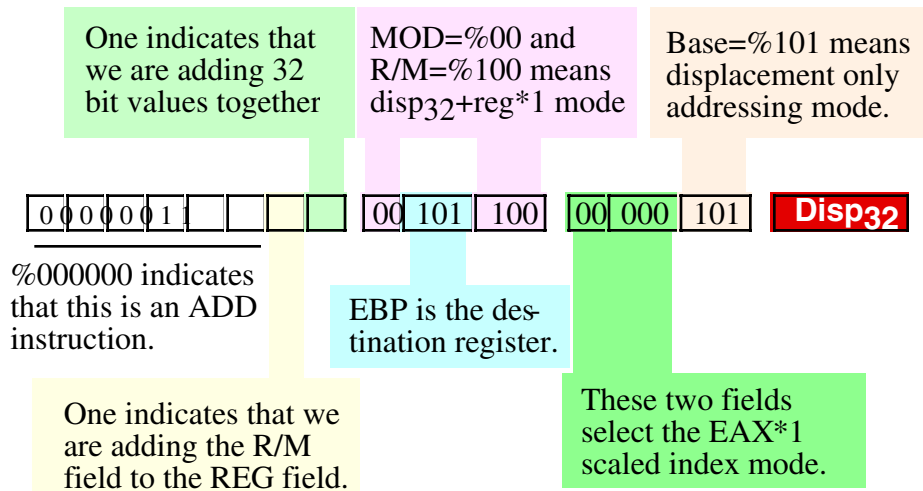 One indicates that
we are adding 32
bit values together
MOD=%00 and
R/M=%100 means
disp32+reg*1 mode
Base=%101 means
displacement only
addressing mode.
0 0 0 0 0 0 1 1
00 101 100
00 000 101
Disp32
%000000 indicates
that this is an ADD
instruction.
EBP is the des-
tination register.
One indicates that we
are adding the R/M
field to the REG field.
These two fields
select the EAX*1
scaled index mode.